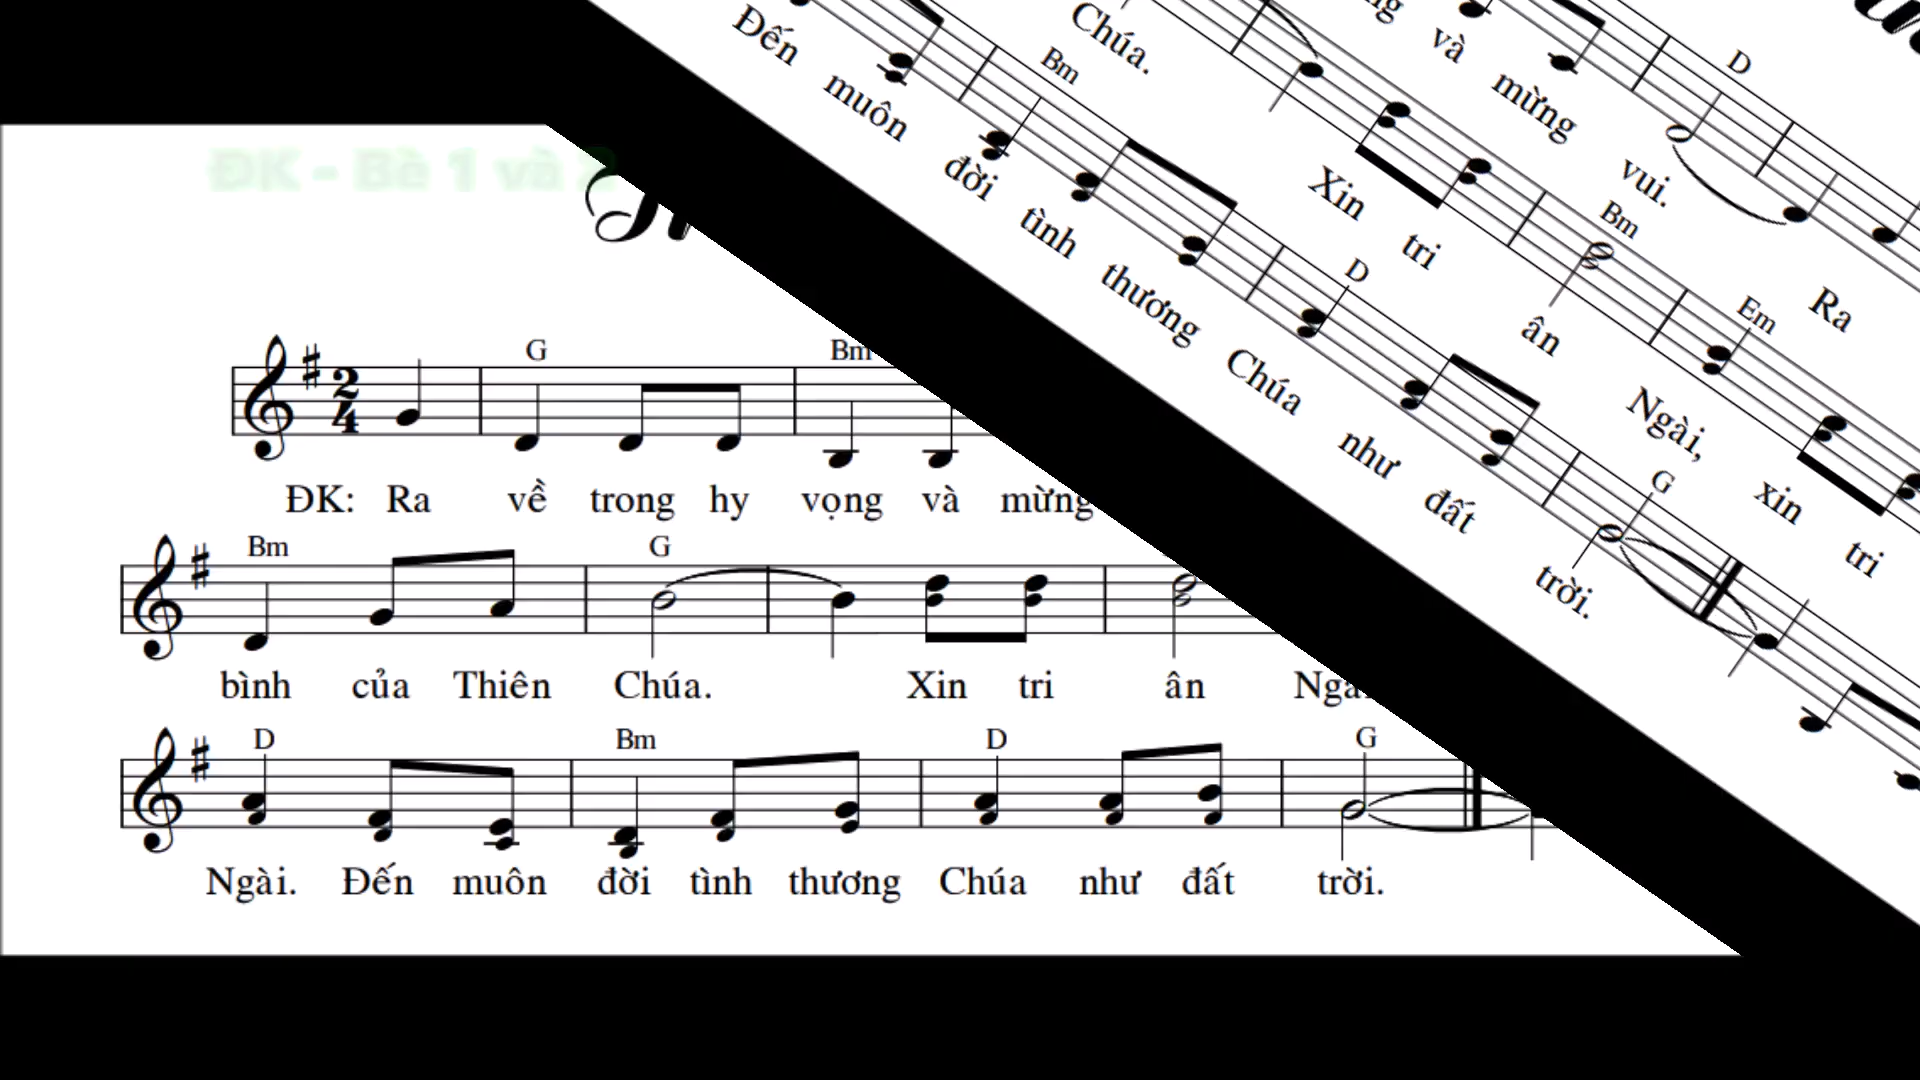 ĐK - Bè 1 và 2
G Bm
2
4
ĐK: Ra về trong hy vọng và mừng
Bm G
bình của Thiên Chúa. Xin tri ân
D Bm D G
Ngài. Đến muôn đời tình thương Chúa như đất trời.
và mừng vui. Ra
D
Chúa. Xin tri ân Ngài, xin tri
Bm Em
Đến muôn đời tình thương Chúa như đất trời.
Bm D G